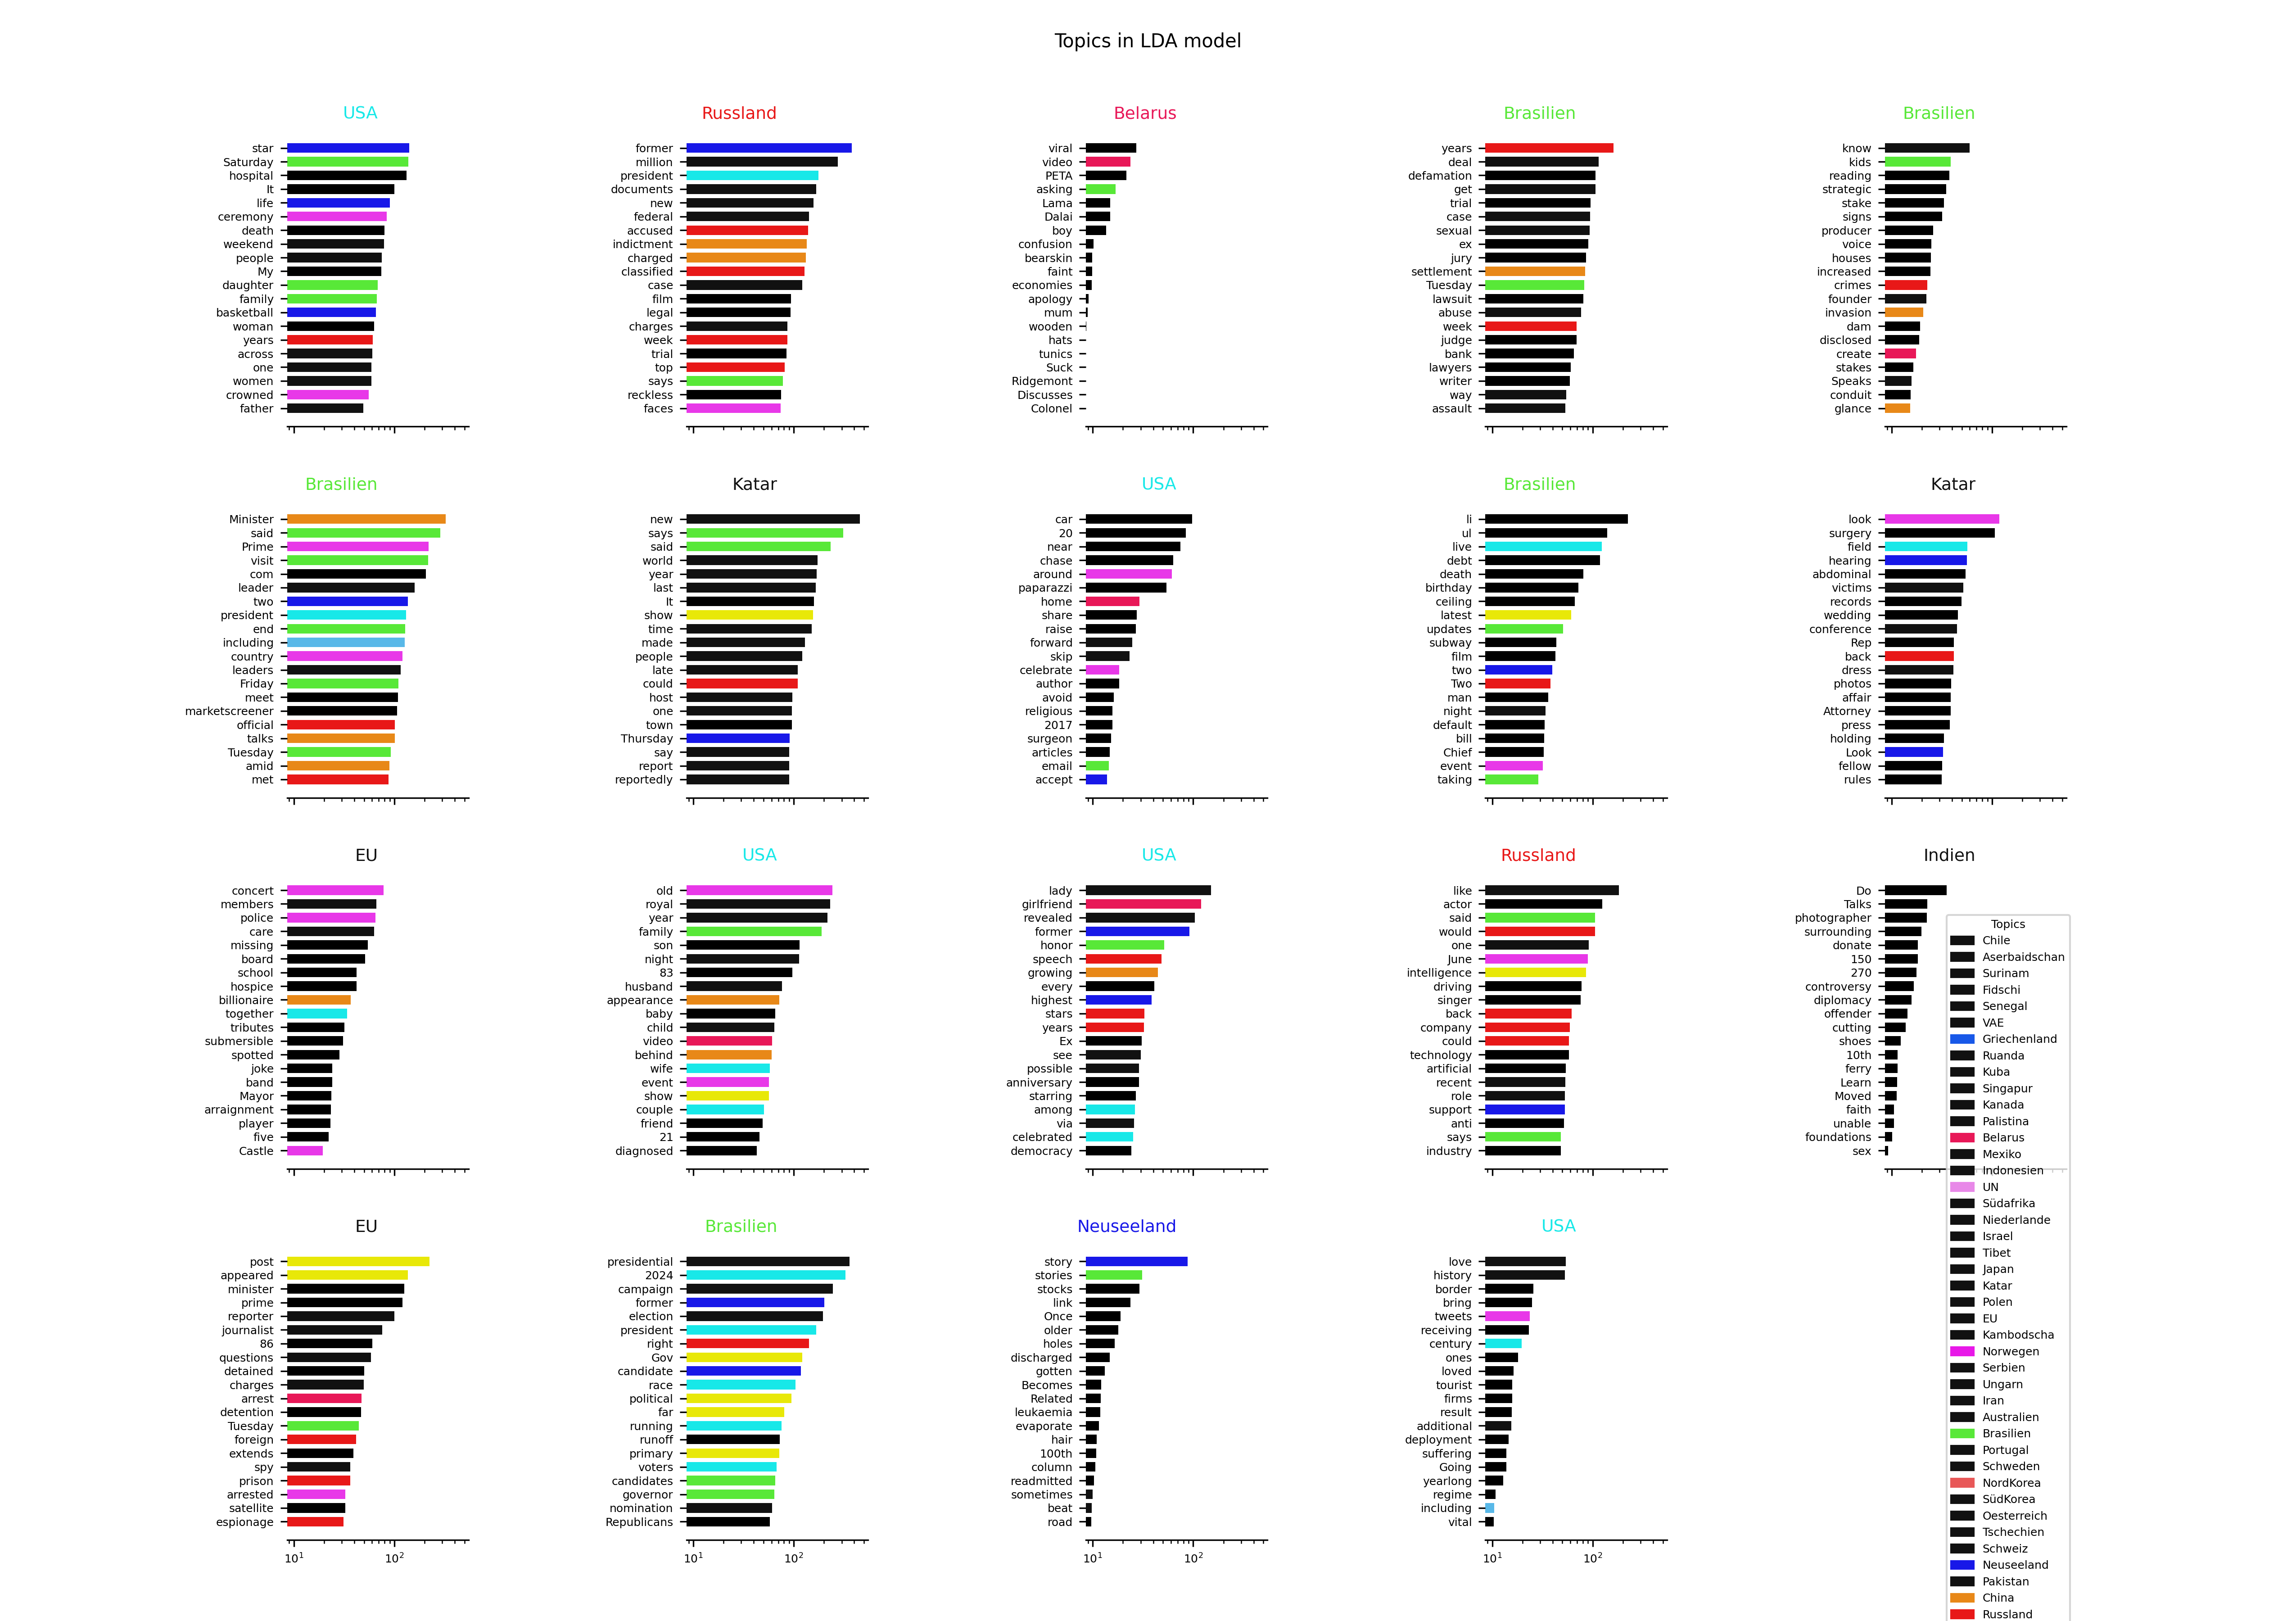 Topics in LDA model
USA
star
Saturday
hospital
It
life
ceremony
death
weekend
people
My
daughter
family
basketball
woman
years
across
one
women
crowned
father
Russland
former
million
president
documents
new
federal
accused
indictment
charged
classified
case
film
legal
charges
week
trial
top
says
reckless
faces
Belarus
viral
video
PETA
asking
Lama
Dalai
boy
confusion
bearskin
faint
economies
apology
mum
wooden
hats
tunics
Suck
Ridgemont
Discusses
Colonel
Brasilien
years
deal
defamation
get
trial
case
sexual
ex
jury
settlement
Tuesday
lawsuit
abuse
week
judge
bank
lawyers
writer
way
assault
Brasilien
know
kids
reading
strategic
stake
signs
producer
voice
houses
increased
crimes
founder
invasion
dam
disclosed
create
stakes
Speaks
conduit
glance
Brasilien
Minister
said
Prime
visit
com
leader
two
president
end
including
country
leaders
Friday
meet
marketscreener
official
talks
Tuesday
amid
met
Katar
new
says
said
world
year
last
It
show
time
made
people
late
could
host
one
town
Thursday
say
report
reportedly
USA
car
20
near
chase
around
paparazzi
home
share
raise
forward
skip
celebrate
author
avoid
religious
2017
surgeon
articles
email
accept
Brasilien
li
ul
live
debt
death
birthday
ceiling
latest
updates
subway
film
two
Two
man
night
default
bill
Chief
event
taking
Katar
look
surgery
field
hearing
abdominal
victims
records
wedding
conference
Rep
back
dress
photos
affair
Attorney
press
holding
Look
fellow
rules
EU
concert
members
police
care
missing
board
school
hospice
billionaire
together
tributes
submersible
spotted
joke
band
Mayor
arraignment
player
five
Castle
USA
old
royal
year
family
son
night
83
husband
appearance
baby
child
video
behind
wife
event
show
couple
friend
21
diagnosed
USA
lady
girlfriend
revealed
former
honor
speech
growing
every
highest
stars
years
Ex
see
possible
anniversary
starring
among
via
celebrated
democracy
Russland
like
actor
said
would
one
June
intelligence
driving
singer
back
company
could
technology
artificial
recent
role
support
anti
says
industry
Indien
Do
Talks
photographer
surrounding
donate
150
270
controversy
diplomacy
offender
cutting
shoes
10th
ferry
Learn
Moved
faith
unable
foundations
sex
EU
post
appeared
minister
prime
reporter
journalist
86
questions
detained
charges
arrest
detention
Tuesday
foreign
extends
spy
prison
arrested
satellite
espionage
10¹ 10²
Brasilien
presidential
2024
campaign
former
election
president
right
Gov
candidate
race
political
far
running
runoff
primary
voters
candidates
governor
nomination
Republicans
10¹ 10²
Neuseeland
story
stories
stocks
link
Once
older
holes
discharged
gotten
Becomes
Related
leukaemia
evaporate
hair
100th
column
readmitted
sometimes
beat
road
10¹ 10²
USA
love
history
border
bring
tweets
receiving
century
ones
loved
tourist
firms
result
additional
deployment
suffering
Going
yearlong
regime
including
vital
10¹ 10²
Topics
Chile
Aserbaidschan
Surinam
Fidschi
Senegal
VAE
Griechenland
Ruanda
Kuba
Singapur
Kanada
Palistina
Belarus
Mexiko
Indonesien
UN
Südafrika
Niederlande
Israel
Tibet
Japan
Katar
Polen
EU
Kambodscha
Norwegen
Serbien
Ungarn
Iran
Australien
Brasilien
Portugal
Schweden
NordKorea
SüdKorea
Oesterreich
Tschechien
Schweiz
Neuseeland
Pakistan
China
Russland